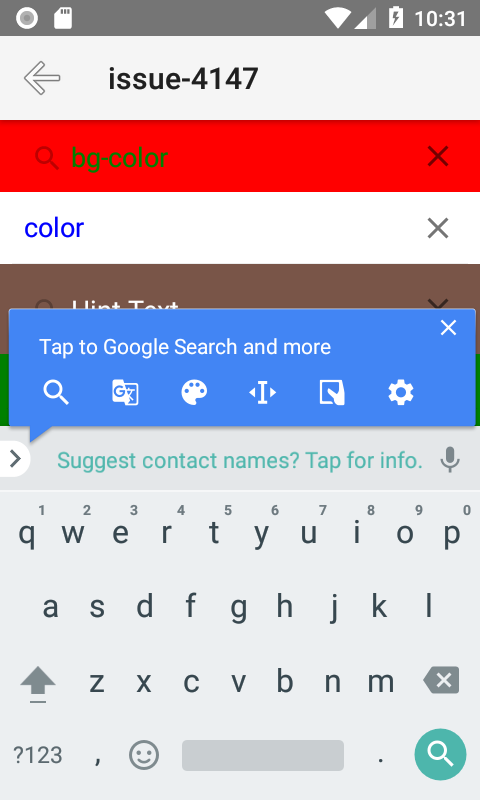 10:31
issue-4147
bg-color
color
Hint Text
Tap to Google Search and more
Suggest contact names? Tap for info.
1 2 3 4 5 6 7 8 9 0
q w e r t y u i o p
a s d f g h j k l
z x c v b n m
?123 , .